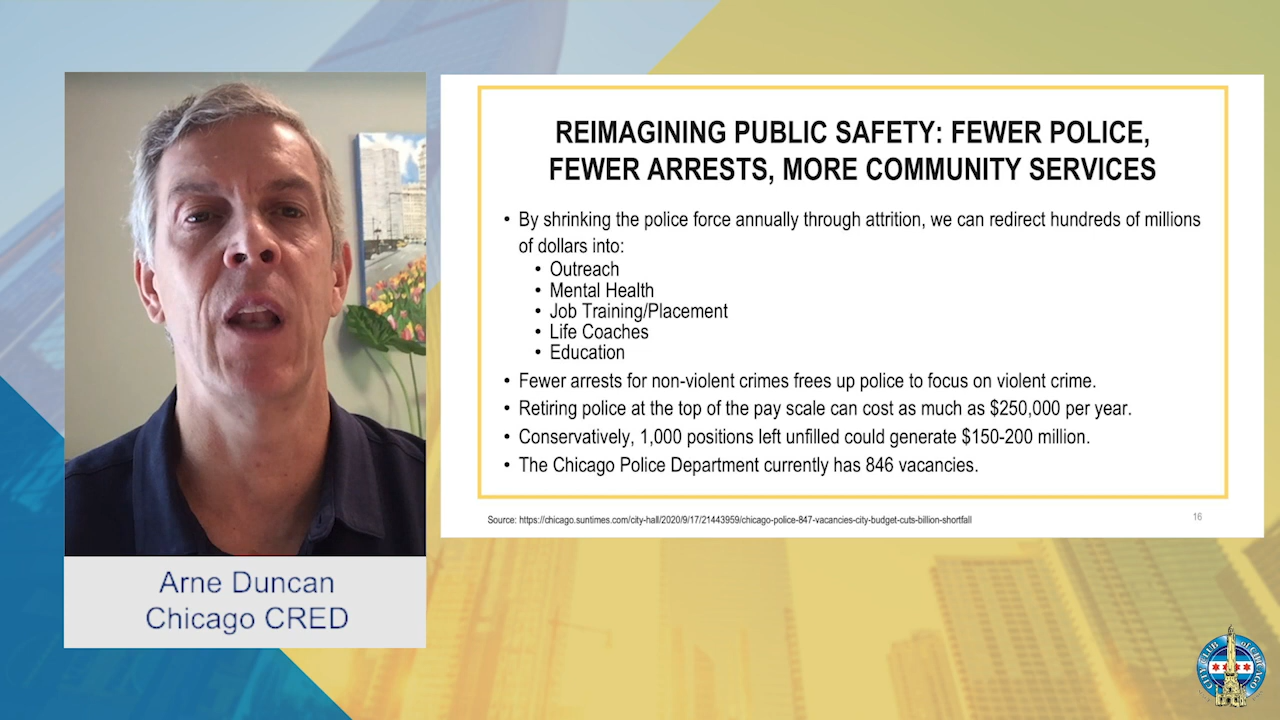 REIMAGINING PUBLIC SAFETY: FEWER POLICE,
FEWER ARRESTS, MORE COMMUNITY SERVICES
• By shrinking the police force annually through attrition, we can redirect hundreds of millions
of dollars into:
• Outreach
• Mental Health
• Job Training/Placement
• Life Coaches
• Education
• Fewer arrests for non-violent crimes frees up police to focus on violent crime.
• Retiring police at the top of the pay scale can cost as much as $250,000 per year.
• Conservatively, 1,000 positions left unfilled could generate $150-200 million.
• The Chicago Police Department currently has 846 vacancies.
Source: https://chicago.suntimes.com/city-hall/2020/9/17/21443959/chicago-police-847-vacancies-city-budget-cuts-billion-shortfall
16
Arne Duncan
Chicago CRED
CITY CLUB of CHICAGO